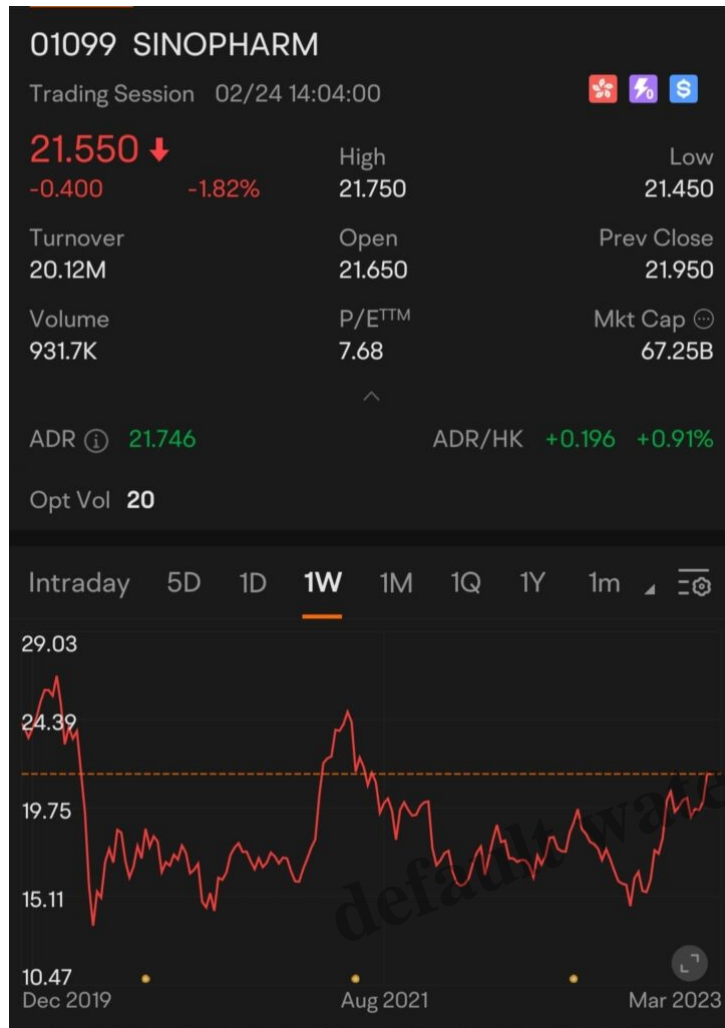 01099 SINOPHARM
Trading Session 02/24 14:04:00
21.550
-0.400 -1.82%
High
21.750
Low
21.450
Turnover
20.12M
Open
21.650
Prev Close
21.950
Volume
931.7K
P/ETTM
7.68
Mkt Cap
67.25B
ADR 21.746 ADR/HK +0.196 +0.91%
Opt Vol 20
Intraday 5D 1D 1W 1M 1Q 1Y 1m
29.03
24.39
19.75
15.11
10.47
Dec 2019 Aug 2021 Mar 2023
default wate